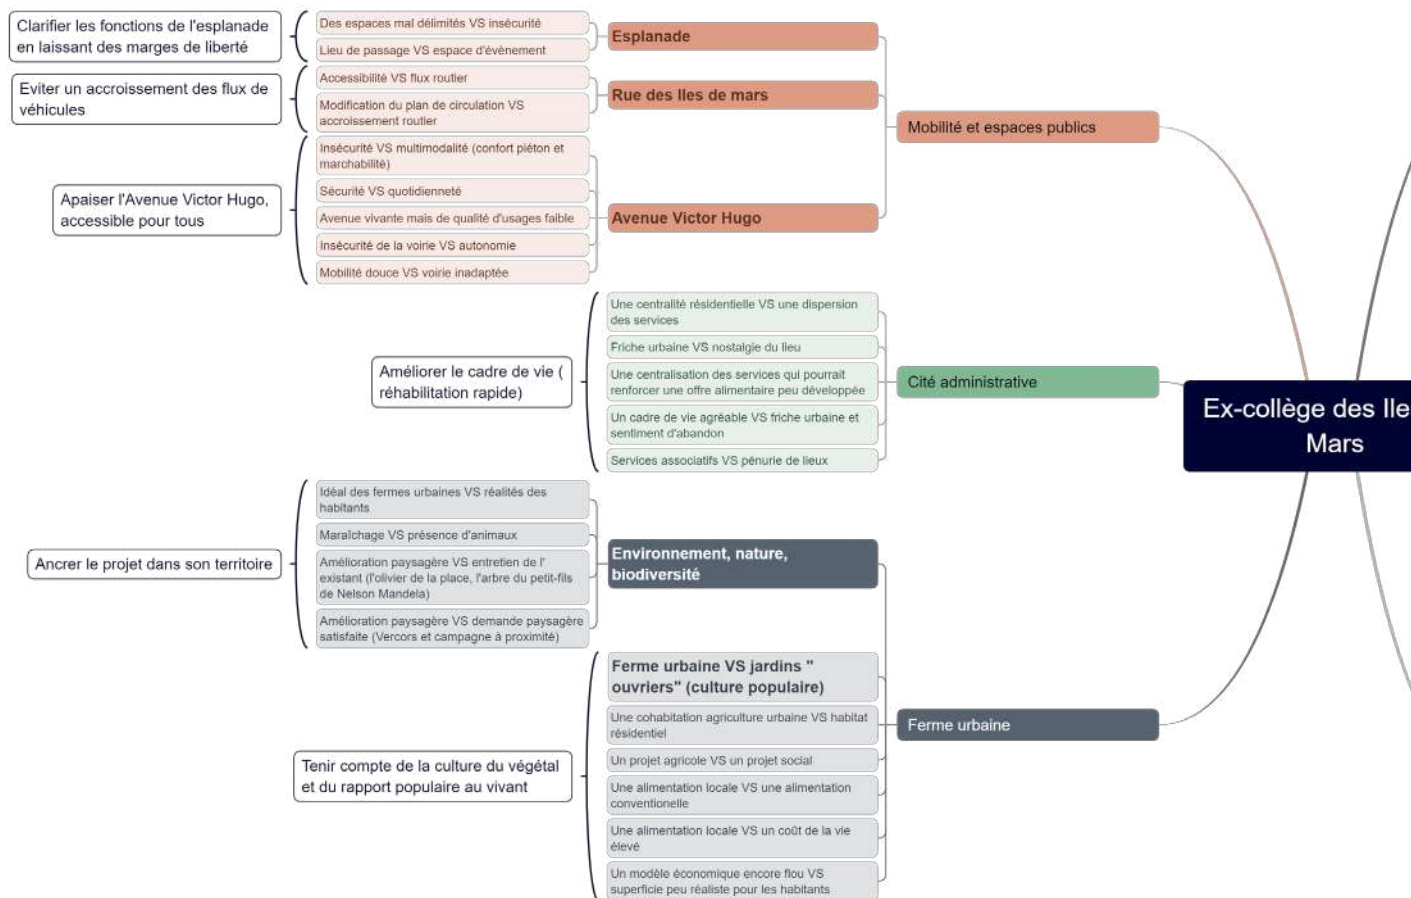 Clarifier les fonctions de l'esplanade
en laissant des marges de liberté
Des espaces mal délimités VS insécurité
Lieu de passage VS espace d'évènement
Esplanade
Eviter un accroissement des flux de
véhicules
Accessibilité VS flux routier
Modification du plan de circulation VS
accroissement routier
Rue des Iles de mars
Mobilité et espaces publics
Apaiser l'Avenue Victor Hugo,
accessible pour tous
Insécurité VS multimodalité (confort piéton et
marchabilité)
Sécurité VS quotidienneté
Avenue vivante mais de qualité d'usages faible
Insécurité de la voirie VS autonomie
Mobilité douce VS voirie inadaptée
Avenue Victor Hugo
Améliorer le cadre de vie (
réhabilitation rapide)
Une centralité résidentielle VS une dispersion
des services
Friche urbaine VS nostalgie du lieu
Une centralisation des services qui pourrait
renforcer une offre alimentaire peu développée
Un cadre de vie agréable VS friche urbaine et
sentiment d'abandon
Services associatifs VS pénurie de lieux
Cité administrative
Ex-collège des Ile
Mars
Ancrer le projet dans son territoire
Idéal des fermes urbaines VS réalités des
habitants
Maraîchage VS présence d'animaux
Amélioration paysagère VS entretien de l'
existant (l'olivier de la place, l'arbre du petit-fils
de Nelson Mandela)
Amélioration paysagère VS demande paysagère
satisfaite (Vercors et campagne à proximité)
Environnement, nature,
biodiversité
Tenir compte de la culture du végétal
et du rapport populaire au vivant
Ferme urbaine VS jardins "
ouvriers" (culture populaire)
Une cohabitation agriculture urbaine VS habitat
résidentiel
Un projet agricole VS un projet social
Une alimentation locale VS une alimentation
conventionelle
Une alimentation locale VS un coût de la vie
élevé
Un modèle économique encore flou VS
superficie peu réaliste pour les habitants
Ferme urbaine